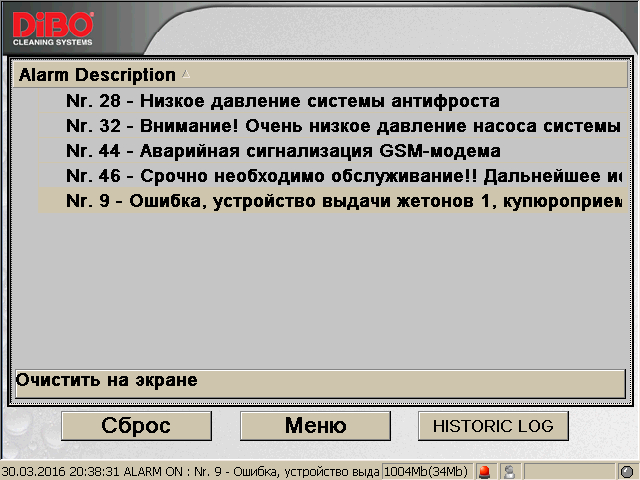 DiBO®
CLEANING SYSTEMS
Alarm Description
Nr. 28 - Низкое давление системы антифроста
Nr. 32 - Внимание! Очень низкое давление насоса системы
Nr. 44 - Аварийная сигнализация GSM-модема
Nr. 46 - Срочно необходимо обслуживание!! Дальнейшее ис
Nr. 9 - Ошибка, устройство выдачи жетонов 1, купюроприем
Очистить на экране
Сброс Меню HISTORIC LOG
30.03.2016 20:38:31 ALARM ON : Nr. 9 - Ошибка, устройство выда 1004Mb(34Mb)